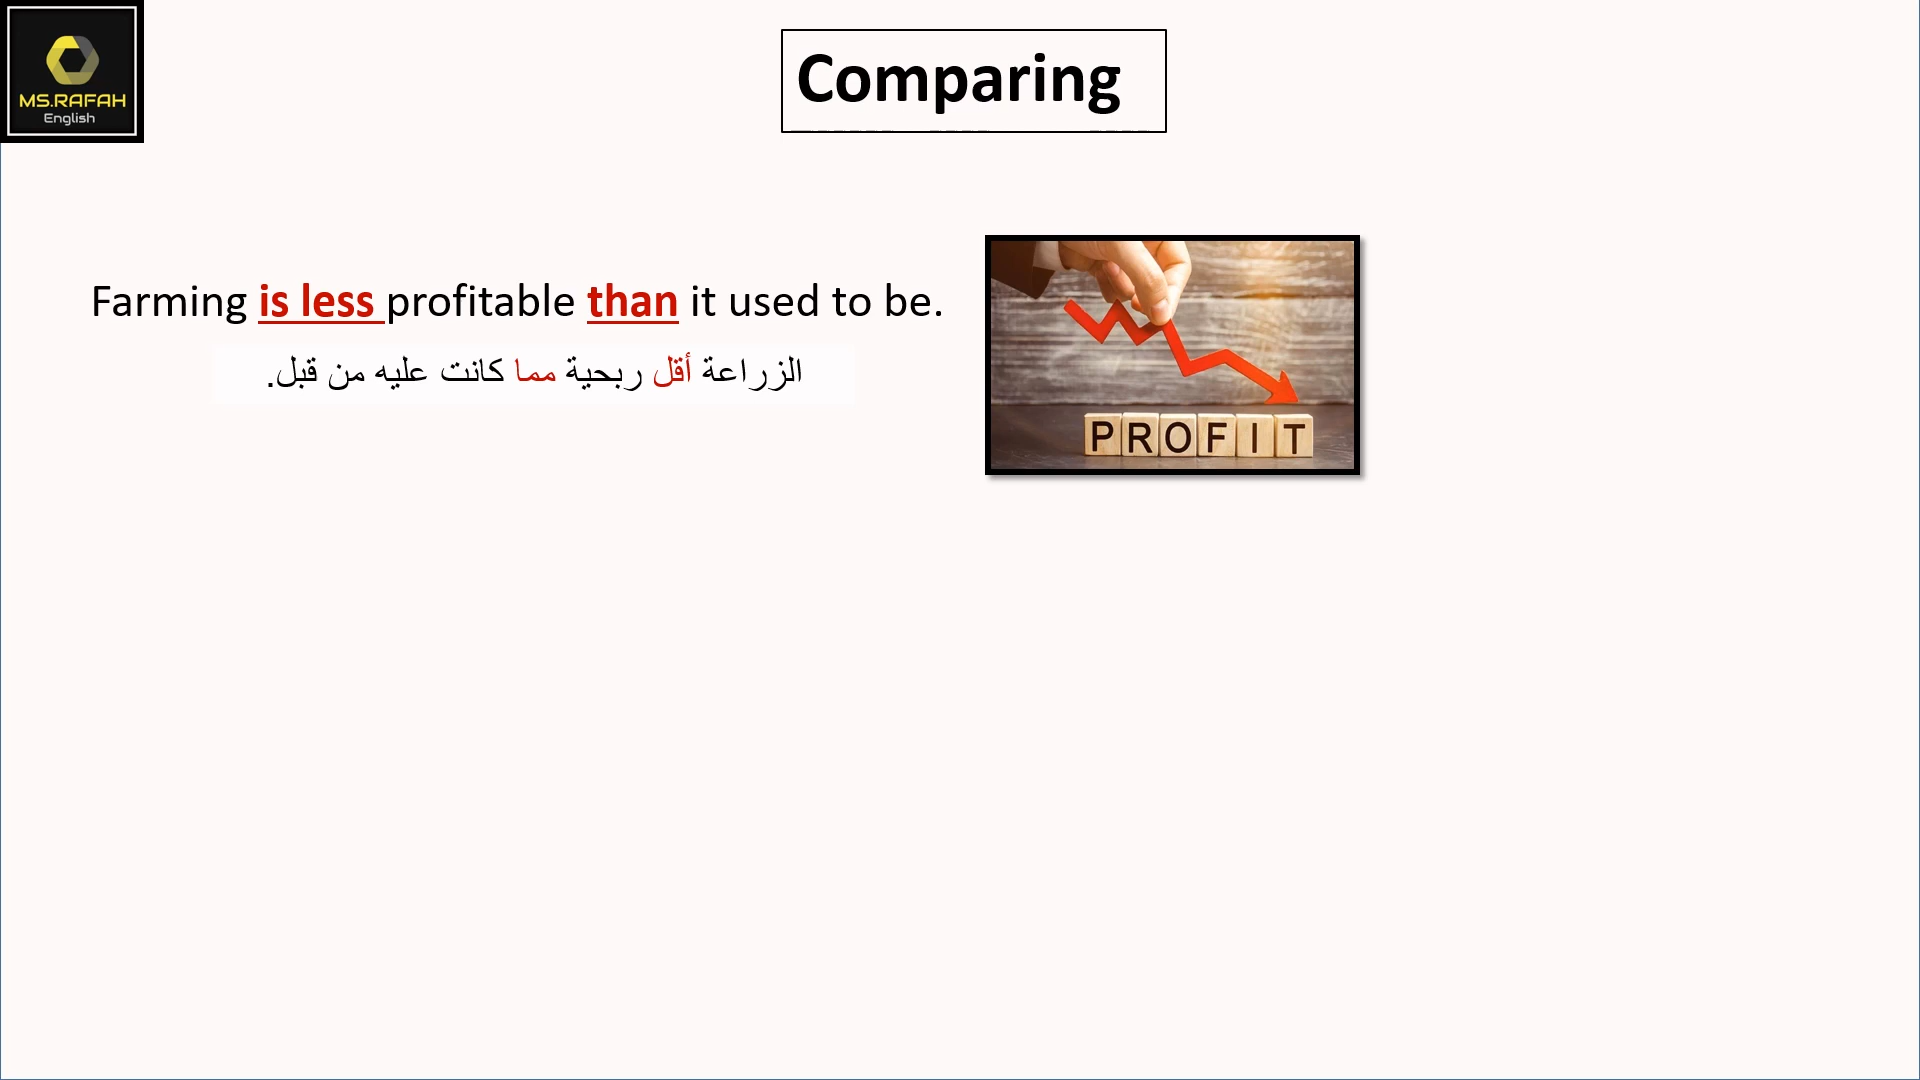 MS.RAFAH
English
Comparing
Farming is less profitable than it used to be.
الزراعة أقل ربحية مما كانت عليه من قبل.
PROFIT